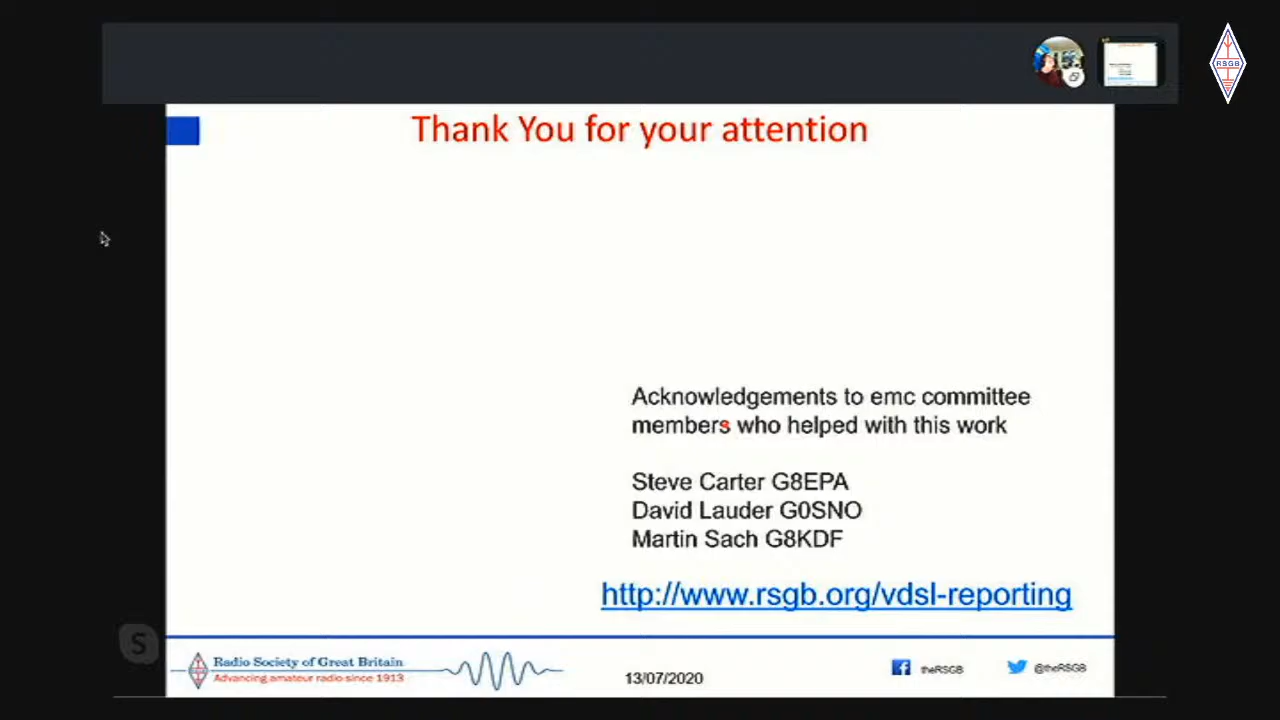 RSGB
Thank You for your attention
Acknowledgements to emc committee
members who helped with this work
Steve Carter G8EPA
David Lauder G0SNO
Martin Sach G8KDF
http://www.rsgb.org/vdsl-reporting
S
Radio Society of Great Britain
Advancing amateur radio since 1913
13/07/2020
theRSGB
@theRSGB